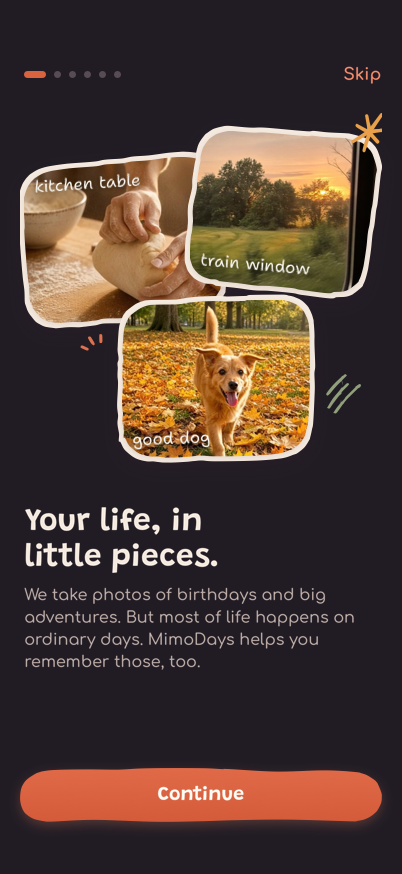 Skip
kitchen table
train window
good dog
Your life, in
little pieces.
We take photos of birthdays and big
adventures. But most of life happens on
ordinary days. MimoDays helps you
remember those, too.
Continue